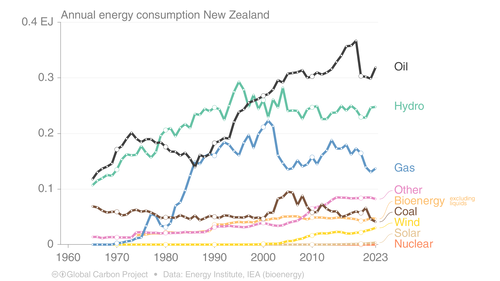 Annual energy consumption New Zealand
0.4 EJ
0.3
0.2
0.1
0
1960
1970
1980
1990
2000
2010
2023
Oil
Hydro
Gas
Other
Bioenergy excluding
liquids
Coal
Wind
Solar
Nuclear
Global Carbon Project • Data: Energy Institute, IEA (bioenergy)